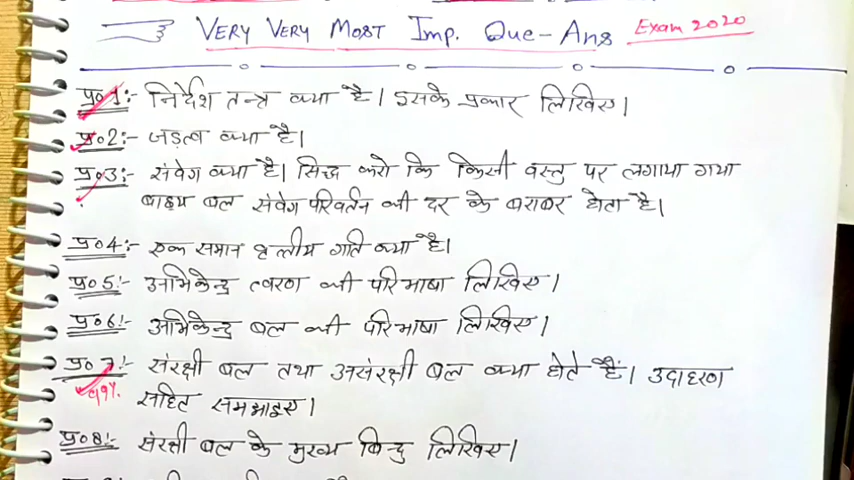 VERY VERY MOST Imp. Que-Ans Exam 2020
प्र०1:- निर्देश तन्त्र क्या है। इसके प्रकार लिखिए।
प्र०2:- जड़त्व क्या है।
प्र०3:- संवेग क्या है। सिद्ध करो कि किसी वस्तु पर लगाया गया
बाह्य बल संवेग परिवर्तन की दर के बराबर होता है।
प्र०4:- एक समान वृत्तीय गति क्या है।
प्र०5:- अभिकेन्द्र त्वरण की परिभाषा लिखिए।
प्र०6:- अभिकेन्द्र बल की परिभाषा लिखिए।
प्र०7:- संरक्षी बल तथा असंरक्षी बल क्या होते हैं। उदाहरण
सहित समझाइए।
प्र०8:- संरक्षी बल के मुख्य बिन्दु लिखिए।